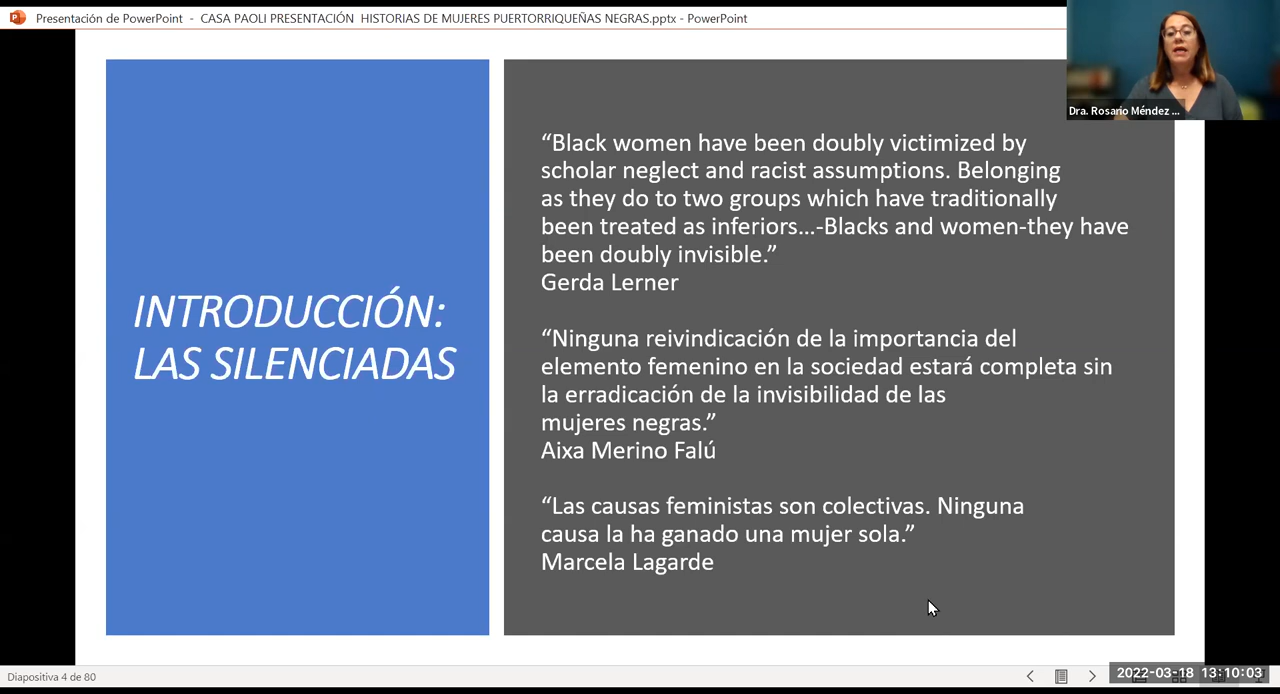 Presentación de PowerPoint - CASA PAOLI PRESENTACIÓN HISTORIAS DE MUJERES PUERTORRIQUEÑAS NEGRAS.pptx - PowerPoint
Dra. Rosario Méndez ...
INTRODUCCIÓN:
LAS SILENCIADAS
“Black women have been doubly victimized by
scholar neglect and racist assumptions. Belonging
as they do to two groups which have traditionally
been treated as inferiors...-Blacks and women-they have
been doubly invisible.”
Gerda Lerner
“Ninguna reivindicación de la importancia del
elemento femenino en la sociedad estará completa sin
la erradicación de la invisibilidad de las
mujeres negras.”
Aixa Merino Falú
“Las causas feministas son colectivas. Ninguna
causa la ha ganado una mujer sola.”
Marcela Lagarde
Diapositiva 4 de 80
2022-03-18 13:10:03